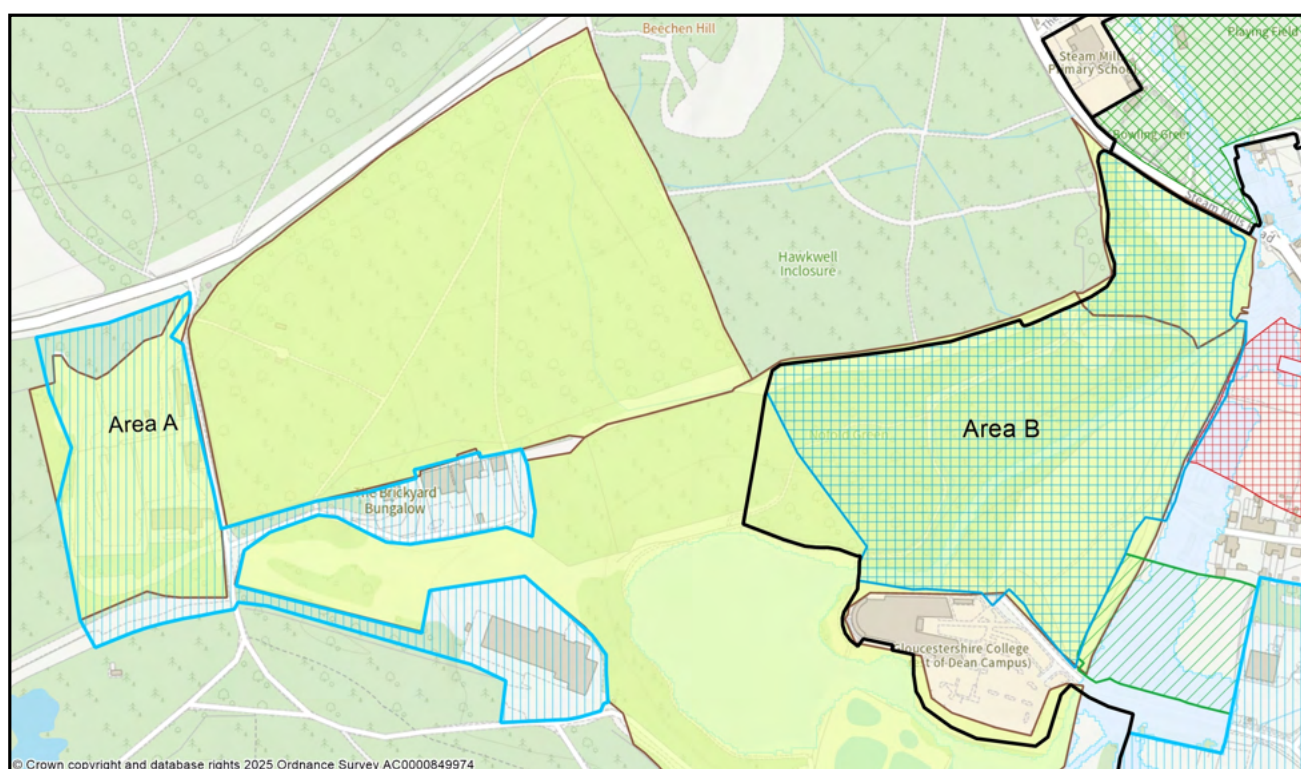 Beechen Hill
Playing Field
Steam Mills
Primary School
Bowling Green
Steam Mills Road
Hawkwell
Inclosure
Area A
Area B
The Brickyard
Bungalow
Gloucestershire College
of Dean Campus)
© Crown copyright and database rights 2025 Ordnance Survey AC0000849974